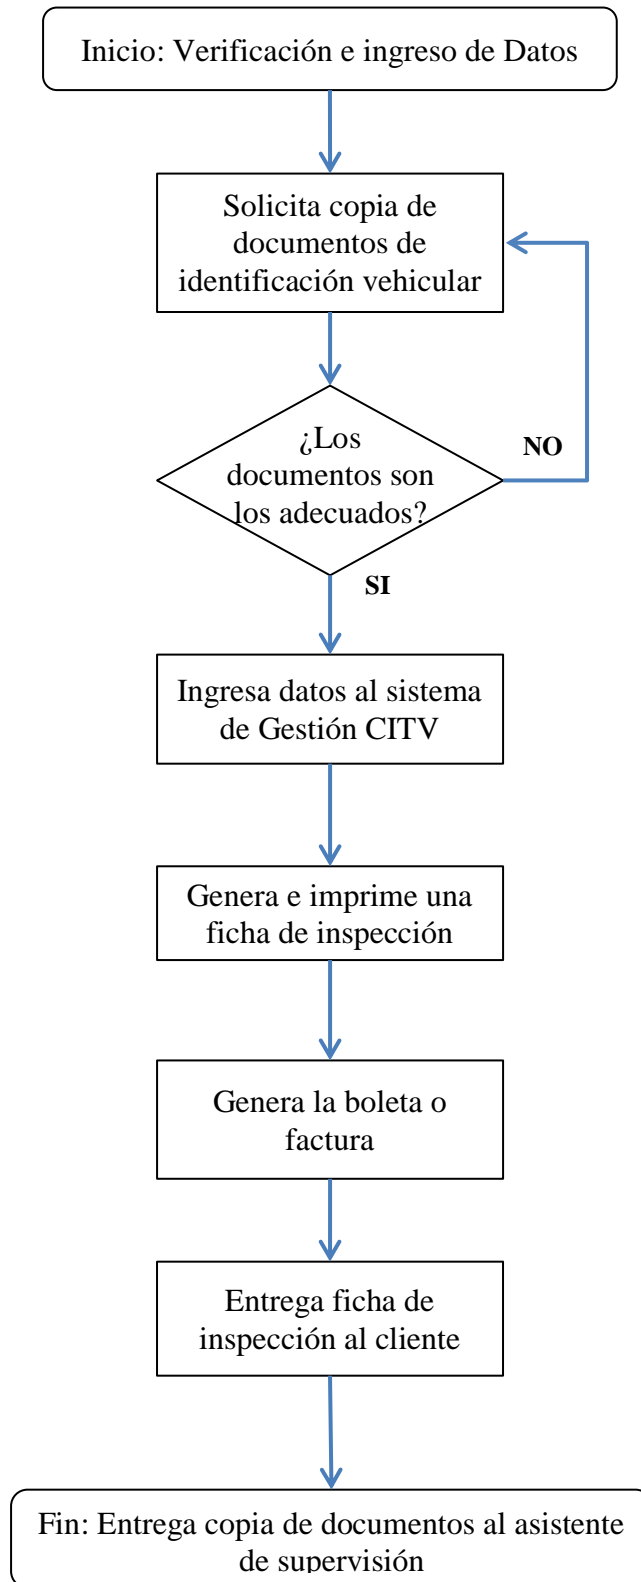 Inicio: Verificación e ingreso de Datos
Solicita copia de
documentos de
identificación vehicular
¿Los
documentos son
los adecuados?
NO
SI
Ingresa datos al sistema
de Gestión CITV
Genera e imprime una
ficha de inspección
Genera la boleta o
factura
Entrega ficha de
inspección al cliente
Fin: Entrega copia de documentos al asistente
de supervisión